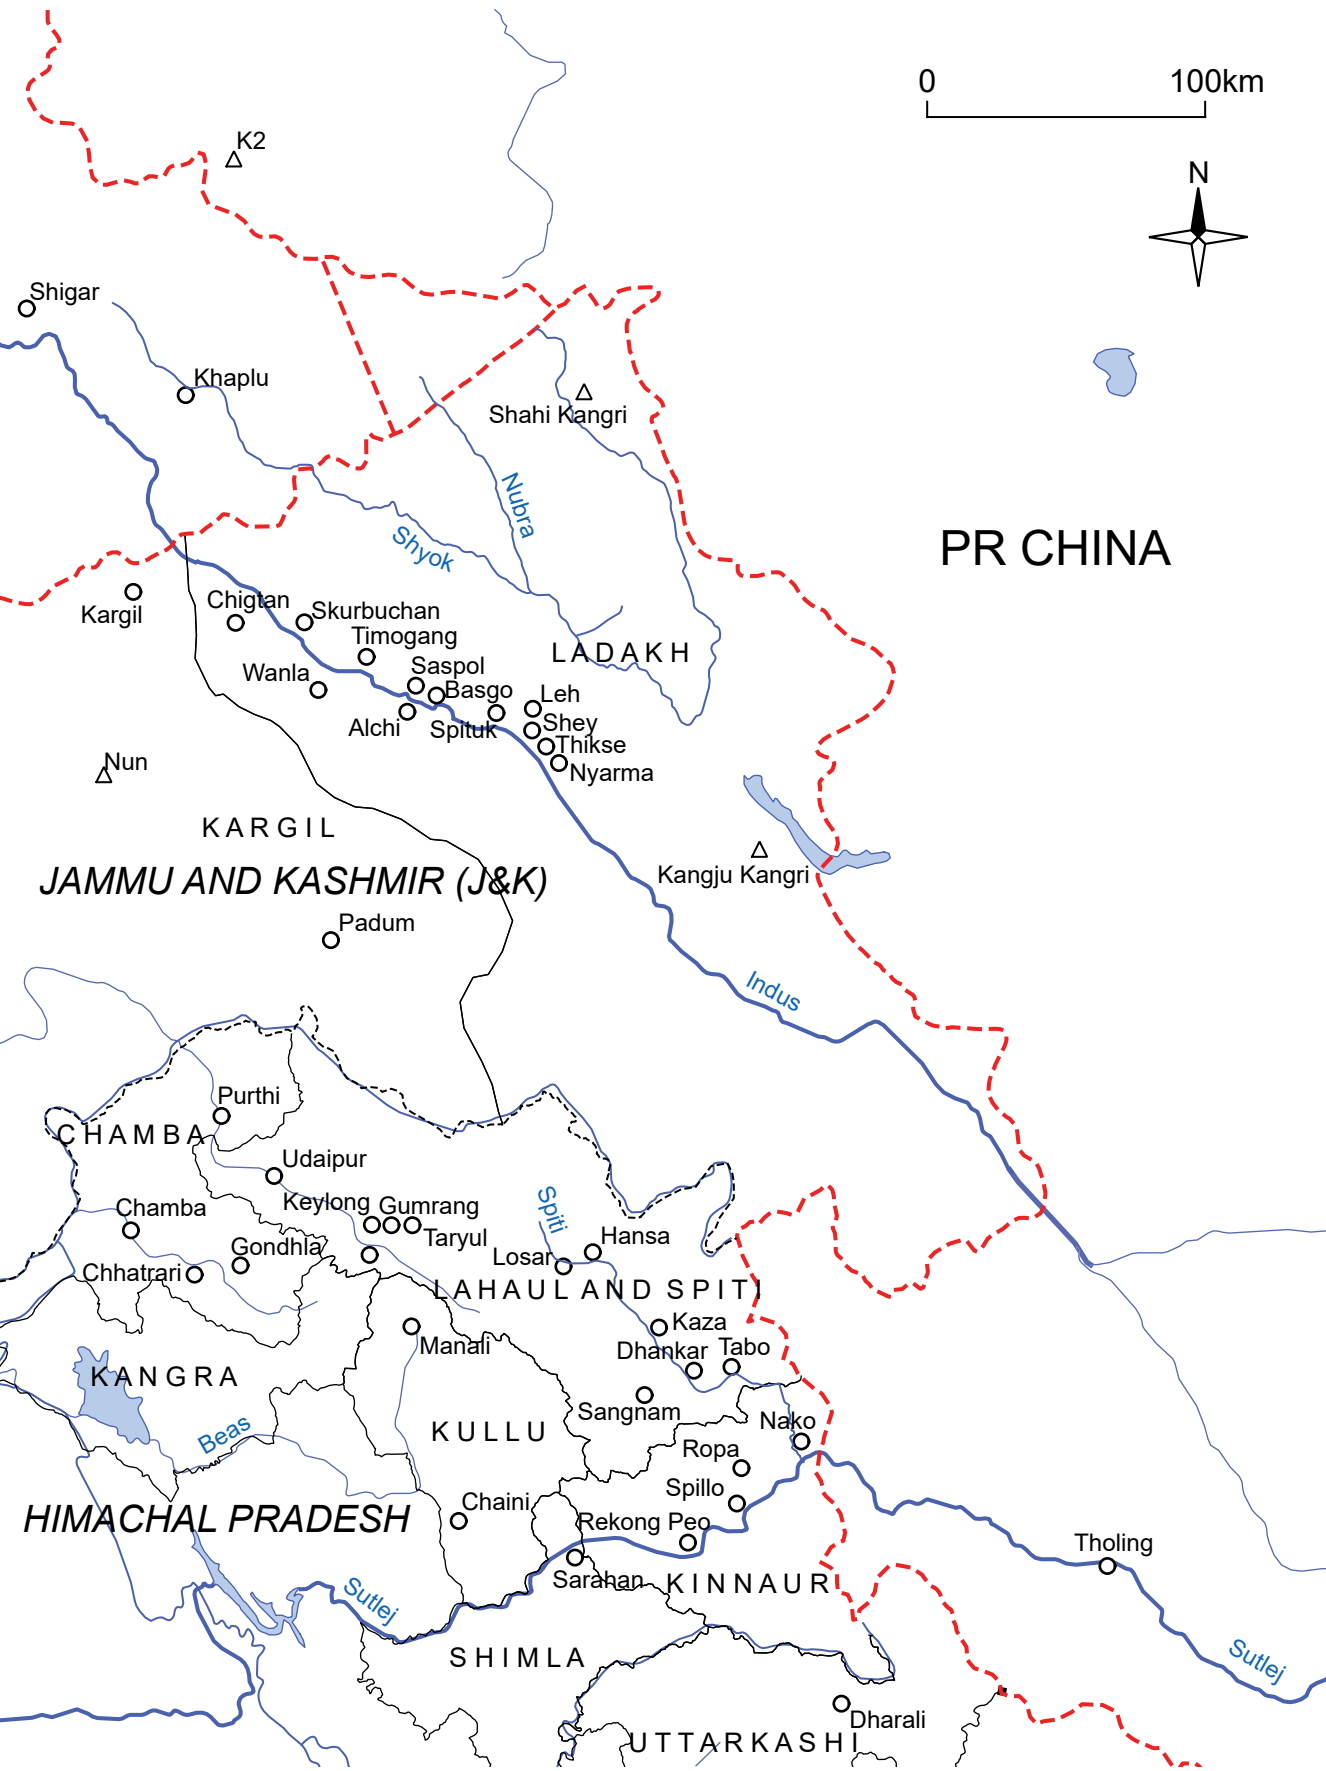 0 100km
K2
N
Shigar
Khaplu
Shahi Kangri
Nubra
Shyok
PR CHINA
Kargil
Chigtan
Skurbuchan
Timogang
LADAKH
Wanla
Saspol
Basgo
Leh
Alchi
Spituk
Shey
Thikse
Nyarma
Nun
KARGIL
JAMMU AND KASHMIR (J&K)
Kangju Kangri
Padum
Indus
Purthi
CHAMBA
Udaipur
Keylong
Gumrang
Chamba
Taryul
Spiti
Hansa
Gondhla
Losar
Chhatrari
LAHAUL AND SPITI
Kaza
Manali
Dhankar
Tabo
KANGRA
Sangnam
Nako
Beas
KULLU
Ropa
Spillo
Chaini
HIMACHAL PRADESH
Rekong Peo
Tholing
Sarahan
KINNAUR
Sutlej
SHIMLA
Sutlej
Dharali
UTTARKASHI